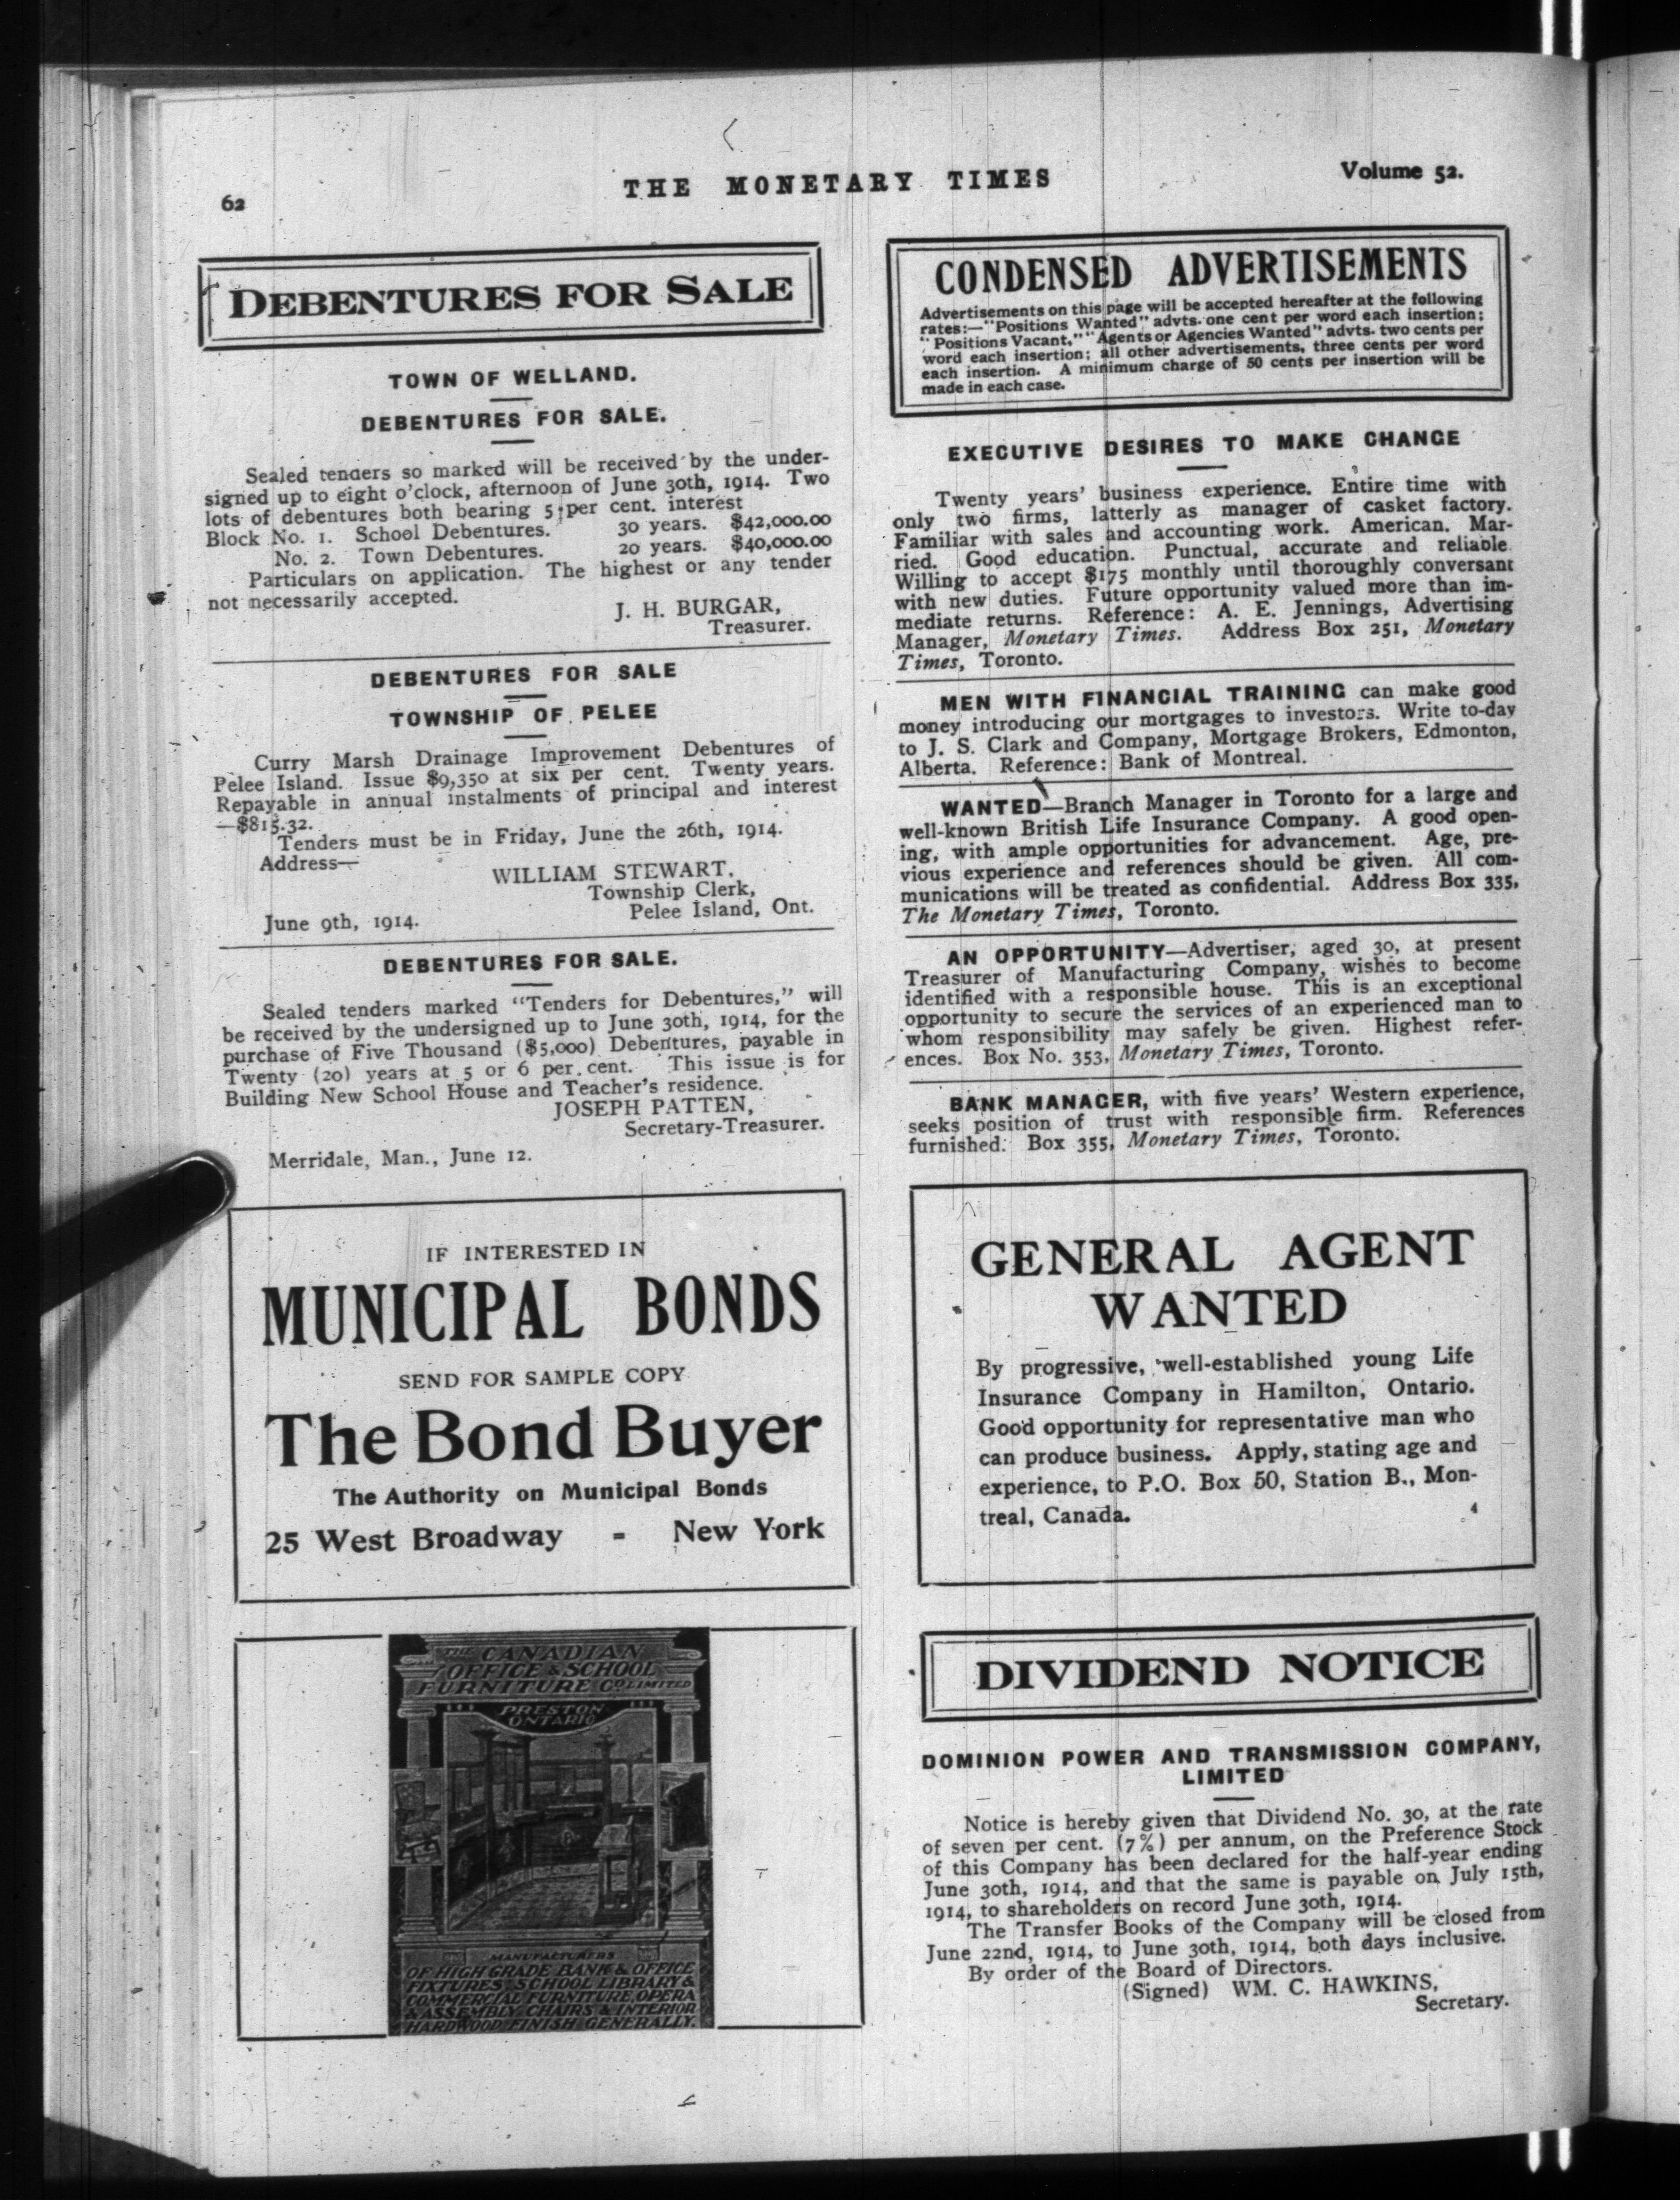 62
THE MONETARY TIMES
Volume 52.
DEBENTURES FOR SALE
TOWN OF WELLAND.
DEBENTURES FOR SALE.
Sealed tenders so marked will be received by the under-
signed up to eight o'clock, afternoon of June 30th, 1914. Two
lots of debentures both bearing 5 per cent. interest
Block No. 1. School Debentures. 30 years. $42,000.00
No. 2. Town Debentures. 20 years. $40,000.00
Particulars on application. The highest or any tender
not necessarily accepted.
J. H. BURGAR,
Treasurer.
DEBENTURES FOR SALE
TOWNSHIP OF PELEE
Curry Marsh Drainage Improvement Debentures of
Pelee Island. Issue $9,350 at six per cent. Twenty years.
Repayable in annual instalments of principal and interest
—$815.32.
Tenders must be in Friday, June the 26th, 1914.
Address—
WILLIAM STEWART,
Township Clerk,
Pelee Island, Ont.
June 9th, 1914.
DEBENTURES FOR SALE.
Sealed tenders marked "Tenders for Debentures," will
be received by the undersigned up to June 30th, 1914, for the
purchase of Five Thousand ($5,000) Debentures, payable in
Twenty (20) years at 5 or 6 per cent. This issue is for
Building New School House and Teacher's residence.
JOSEPH PATTEN,
Secretary-Treasurer.
Merridale, Man., June 12.
IF INTERESTED IN
MUNICIPAL BONDS
SEND FOR SAMPLE COPY
The Bond Buyer
The Authority on Municipal Bonds
25 West Broadway - New York
THE CANADIAN
OFFICE & SCHOOL
FURNITURE CO. LIMITED
PRESTON
ONTARIO
MANUFACTURERS
OF HIGH GRADE BANK & OFFICE
FIXTURES, SCHOOL, LIBRARY &
COMMERCIAL FURNITURE, OPERA
& ASSEMBLY CHAIRS & INTERIOR
HARDWOOD FINISH GENERALLY.
CONDENSED ADVERTISEMENTS
Advertisements on this page will be accepted hereafter at the following
rates:—"Positions Wanted" advts. one cent per word each insertion;
"Positions Vacant," "Agents or Agencies Wanted" advts. two cents per
word each insertion; all other advertisements, three cents per word
each insertion. A minimum charge of 50 cents per insertion will be
made in each case.
EXECUTIVE DESIRES TO MAKE CHANGE
Twenty years' business experience. Entire time with
only two firms, latterly as manager of casket factory.
Familiar with sales and accounting work. American. Mar-
ried. Good education. Punctual, accurate and reliable.
Willing to accept $175 monthly until thoroughly conversant
with new duties. Future opportunity valued more than im-
mediate returns. Reference: A. E. Jennings, Advertising
Manager, Monetary Times. Address Box 251, Monetary
Times, Toronto.
MEN WITH FINANCIAL TRAINING can make good
money introducing our mortgages to investors. Write to-day
to J. S. Clark and Company, Mortgage Brokers, Edmonton,
Alberta. Reference: Bank of Montreal.
WANTED—Branch Manager in Toronto for a large and
well-known British Life Insurance Company. A good open-
ing, with ample opportunities for advancement. Age, pre-
vious experience and references should be given. All com-
munications will be treated as confidential. Address Box 335,
The Monetary Times, Toronto.
AN OPPORTUNITY—Advertiser, aged 30, at present
Treasurer of Manufacturing Company, wishes to become
identified with a responsible house. This is an exceptional
opportunity to secure the services of an experienced man to
whom responsibility may safely be given. Highest refer-
ences. Box No. 353, Monetary Times, Toronto.
BANK MANAGER, with five years' Western experience,
seeks position of trust with responsible firm. References
furnished. Box 355, Monetary Times, Toronto.
GENERAL AGENT
WANTED
By progressive, well-established young Life
Insurance Company in Hamilton, Ontario.
Good opportunity for representative man who
can produce business. Apply, stating age and
experience, to P.O. Box 50, Station B., Mon-
treal, Canada.
4
DIVIDEND NOTICE
DOMINION POWER AND TRANSMISSION COMPANY,
LIMITED
Notice is hereby given that Dividend No. 30, at the rate
of seven per cent. (7%) per annum, on the Preference Stock
of this Company has been declared for the half-year ending
June 30th, 1914, and that the same is payable on July 15th,
1914, to shareholders on record June 30th, 1914.
The Transfer Books of the Company will be closed from
June 22nd, 1914, to June 30th, 1914, both days inclusive.
By order of the Board of Directors.
(Signed) WM. C. HAWKINS,
Secretary.